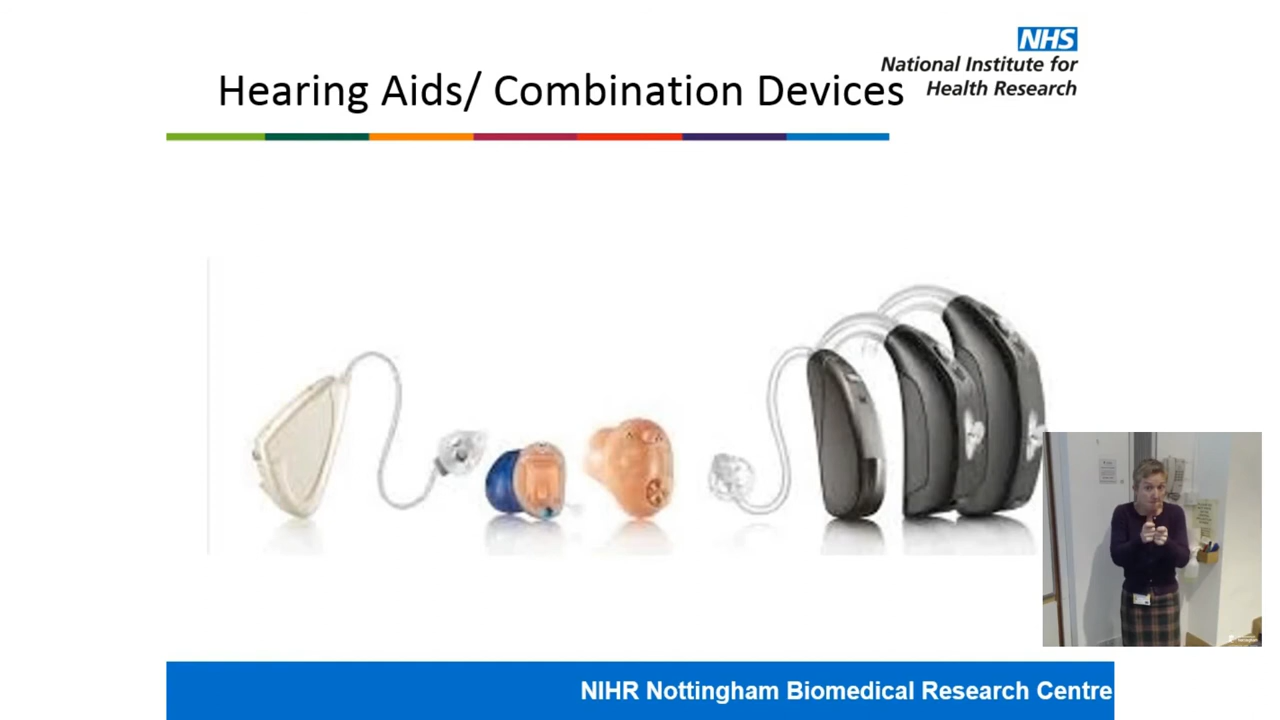 NHS
National Institute for
Health Research
Hearing Aids/ Combination Devices
NIHR Nottingham Biomedical Research Centre